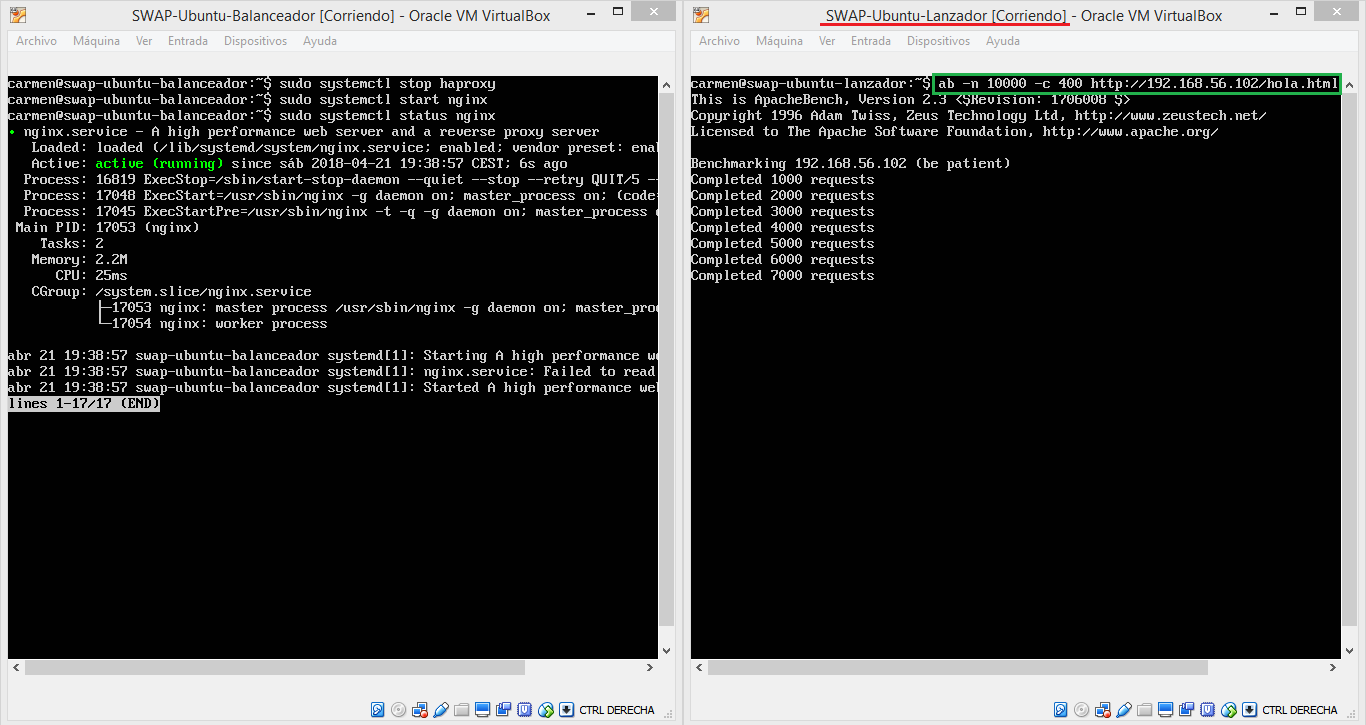 SWAP-Ubuntu-Balanceador [Corriendo] - Oracle VM VirtualBox
Archivo Máquina Ver Entrada Dispositivos Ayuda
carmen@swap-ubuntu-balanceador:~$ sudo systemctl stop haproxy
carmen@swap-ubuntu-balanceador:~$ sudo systemctl start nginx
carmen@swap-ubuntu-balanceador:~$ sudo systemctl status nginx
● nginx.service - A high performance web server and a reverse proxy server
Loaded: loaded (/lib/systemd/system/nginx.service; enabled; vendor preset: enab
Active: active (running) since sáb 2018-04-21 19:38:57 CEST; 6s ago
Process: 16819 ExecStop=/sbin/start-stop-daemon --quiet --stop --retry QUIT/5 --
Process: 17048 ExecStart=/usr/sbin/nginx -g daemon on; master_process on; (code=
Process: 17045 ExecStartPre=/usr/sbin/nginx -t -q -g daemon on; master_process o
Main PID: 17053 (nginx)
Tasks: 2
Memory: 2.2M
CPU: 25ms
CGroup: /system.slice/nginx.service
├─17053 nginx: master process /usr/sbin/nginx -g daemon on; master_proc
└─17054 nginx: worker process
abr 21 19:38:57 swap-ubuntu-balanceador systemd[1]: Starting A high performance we
abr 21 19:38:57 swap-ubuntu-balanceador systemd[1]: nginx.service: Failed to read
abr 21 19:38:57 swap-ubuntu-balanceador systemd[1]: Started A high performance web
lines 1-17/17 (END)
CTRL DERECHA
SWAP-Ubuntu-Lanzador [Corriendo] - Oracle VM VirtualBox
Archivo Máquina Ver Entrada Dispositivos Ayuda
carmen@swap-ubuntu-lanzador:~$ ab -n 10000 -c 400 http://192.168.56.102/hola.html
This is ApacheBench, Version 2.3 <$Revision: 1706008 $>
Copyright 1996 Adam Twiss, Zeus Technology Ltd, http://www.zeustech.net/
Licensed to The Apache Software Foundation, http://www.apache.org/
Benchmarking 192.168.56.102 (be patient)
Completed 1000 requests
Completed 2000 requests
Completed 3000 requests
Completed 4000 requests
Completed 5000 requests
Completed 6000 requests
Completed 7000 requests
CTRL DERECHA